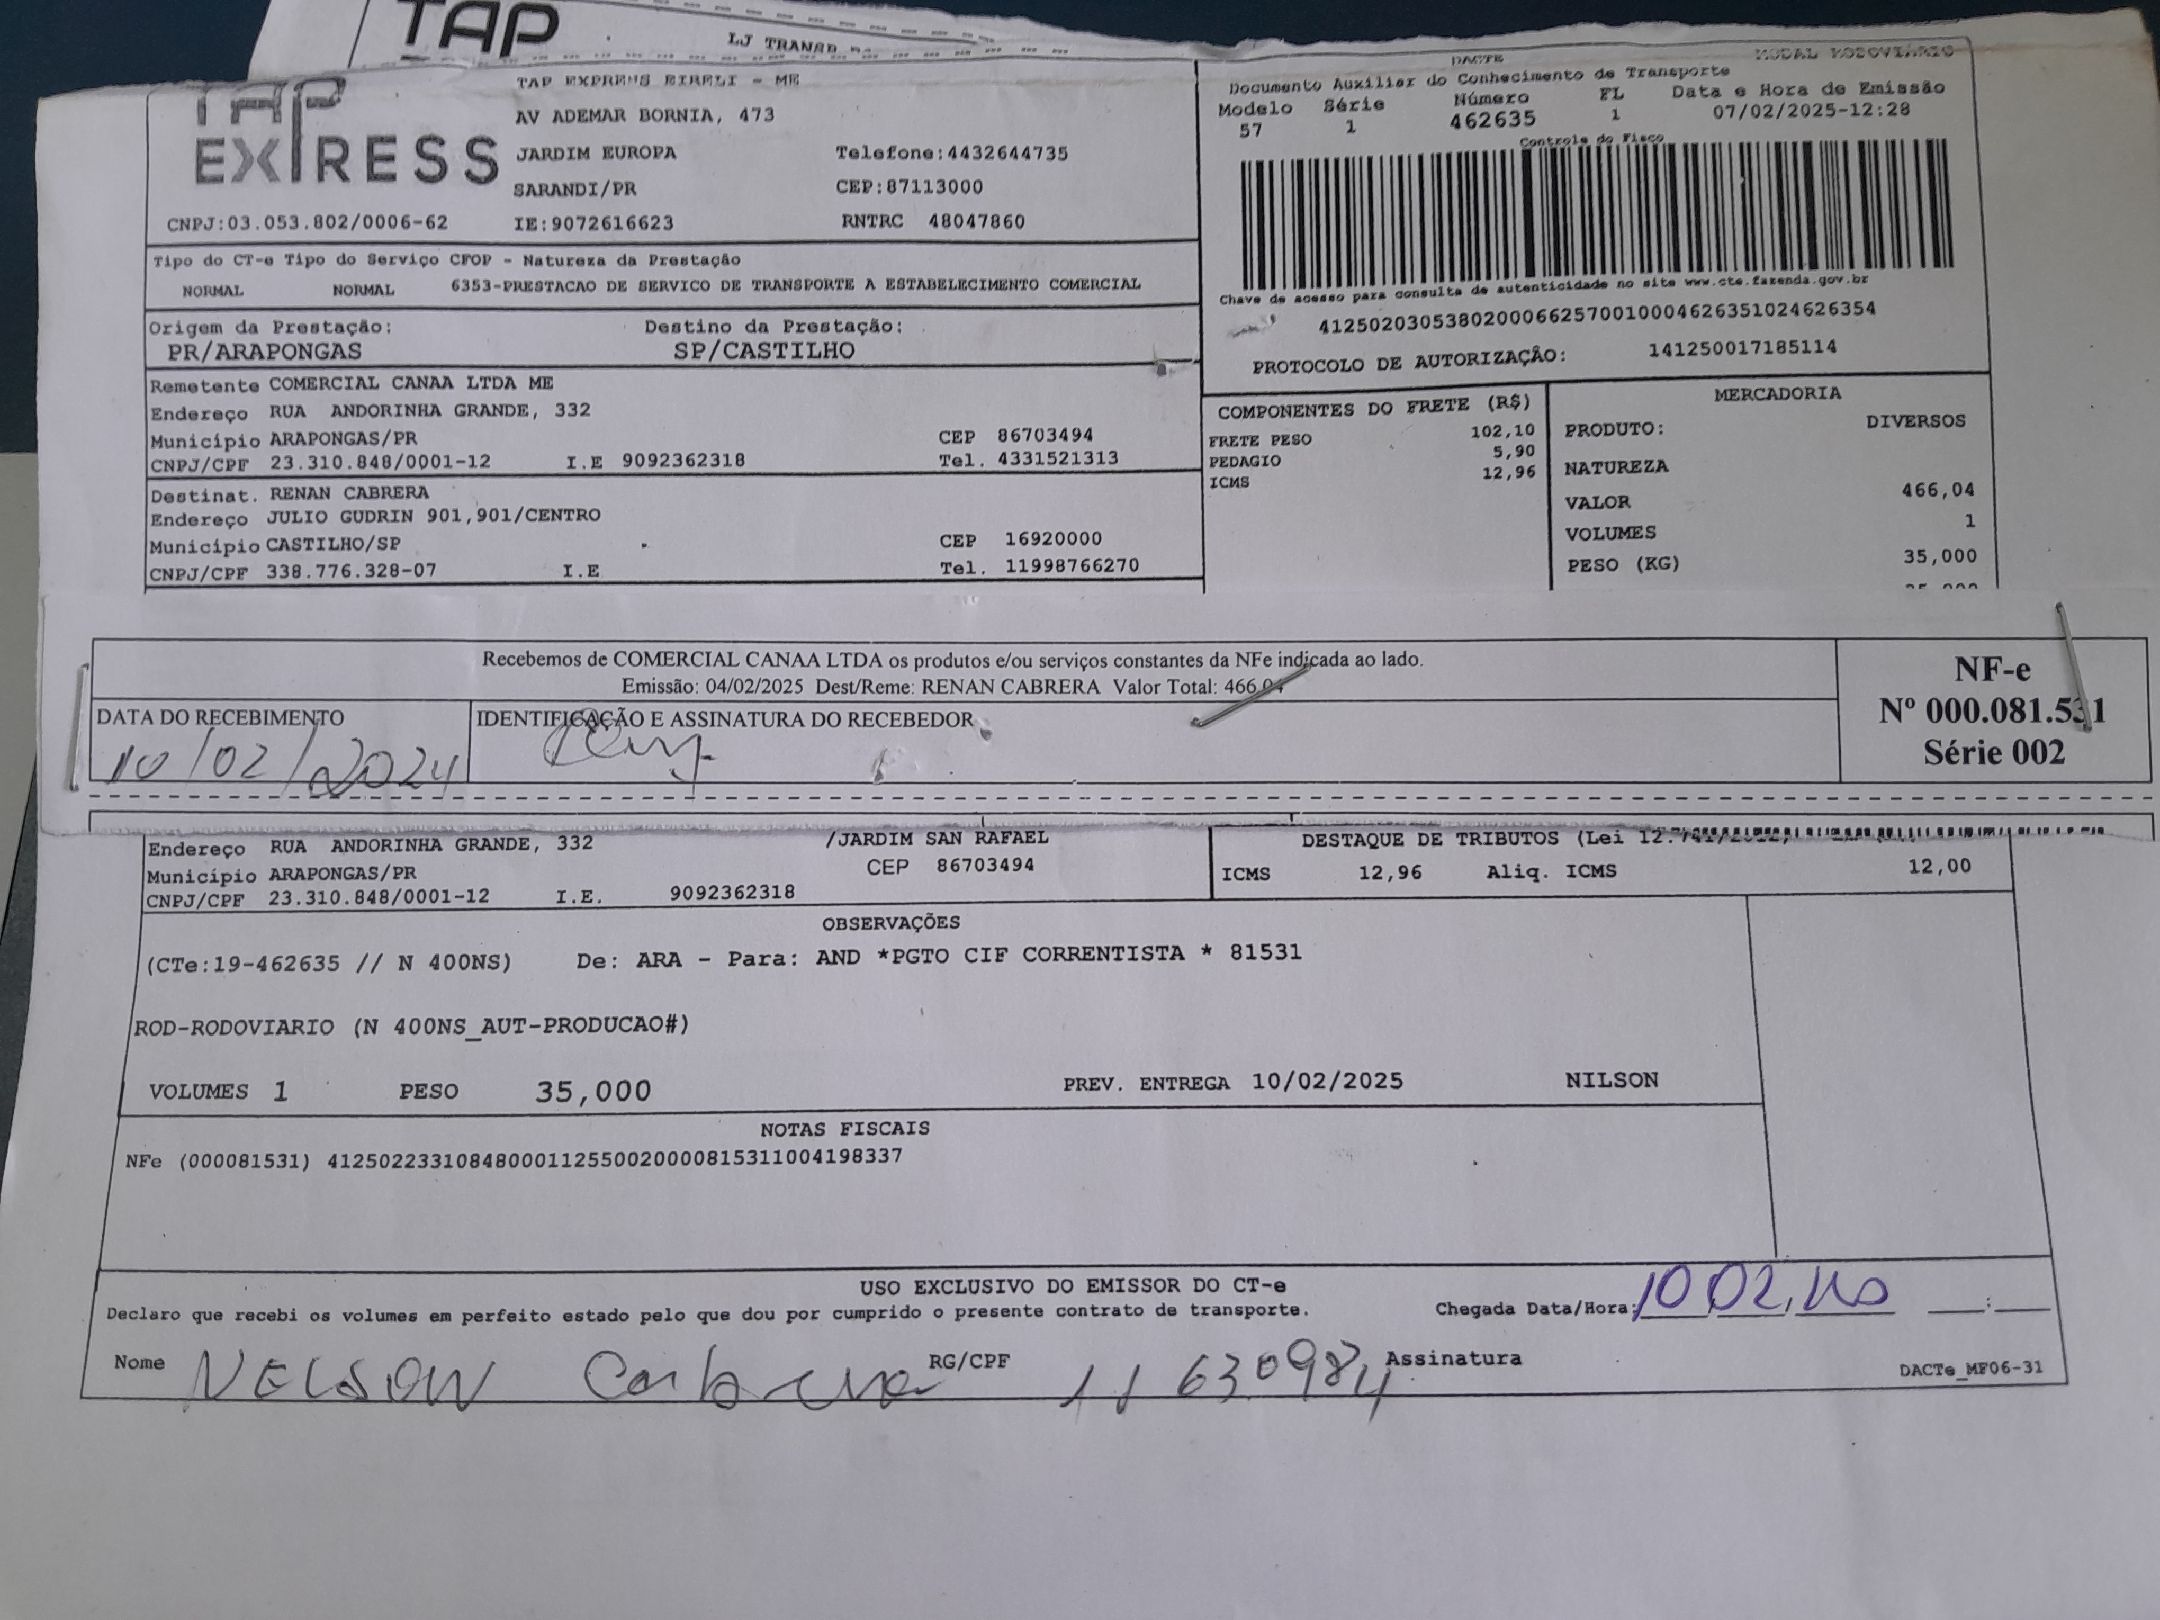 TAP
LJ TRANSP
TAP EXPRESS
TAP EXPRESS EIRELI - ME
AV ADEMAR BORNIA, 473
JARDIM EUROPA Telefone:4432644735
SARANDI/PR CEP:87113000
CNPJ:03.053.802/0006-62 IE:9072616623 RNTRC 48047860
DACTE MODAL RODOVIÁRIO
Documento Auxiliar do Conhecimento de Transporte
Modelo Série Número FL Data e Hora de Emissão
57 1 462635 1 07/02/2025-12:28
Controle do Fisco
Chave de acesso para consulta de autenticidade no site www.cte.fazenda.gov.br
41250203053802000662570010004626351024626354
PROTOCOLO DE AUTORIZAÇÃO: 141250017185114
Tipo do CT-e Tipo do Serviço CFOP - Natureza da Prestação
NORMAL NORMAL 6353-PRESTACAO DE SERVICO DE TRANSPORTE A ESTABELECIMENTO COMERCIAL
Origem da Prestação: Destino da Prestação:
PR/ARAPONGAS SP/CASTILHO
Remetente COMERCIAL CANAA LTDA ME
Endereço RUA ANDORINHA GRANDE, 332
Município ARAPONGAS/PR CEP 86703494
CNPJ/CPF 23.310.848/0001-12 I.E 9092362318 Tel. 4331521313
Destinat. RENAN CABRERA
Endereço JULIO GUDRIN 901,901/CENTRO
Município CASTILHO/SP CEP 16920000
CNPJ/CPF 338.776.328-07 I.E Tel. 11998766270
COMPONENTES DO FRETE (R$)
FRETE PESO 102,10
PEDAGIO 5,90
ICMS 12,96
MERCADORIA
PRODUTO: DIVERSOS
NATUREZA
VALOR 466,04
VOLUMES 1
PESO (KG) 35,000
Recebemos de COMERCIAL CANAA LTDA os produtos e/ou serviços constantes da NFe indicada ao lado.
Emissão: 04/02/2025 Dest/Reme: RENAN CABRERA Valor Total: 466,04
DATA DO RECEBIMENTO IDENTIFICAÇÃO E ASSINATURA DO RECEBEDOR
10/02/2024
NF-e
Nº 000.081.531
Série 002
Endereço RUA ANDORINHA GRANDE, 332 /JARDIM SAN RAFAEL
Município ARAPONGAS/PR CEP 86703494
CNPJ/CPF 23.310.848/0001-12 I.E. 9092362318
DESTAQUE DE TRIBUTOS (Lei 12.741/2012)
ICMS 12,96 Aliq. ICMS 12,00
OBSERVAÇÕES
(CTe:19-462635 // N 400NS) De: ARA - Para: AND *PGTO CIF CORRENTISTA * 81531
ROD-RODOVIARIO (N 400NS_AUT-PRODUCAO#)
VOLUMES 1 PESO 35,000 PREV. ENTREGA 10/02/2025 NILSON
NOTAS FISCAIS
NFe (000081531) 41250223310848000112550020000815311004198337
USO EXCLUSIVO DO EMISSOR DO CT-e
Declaro que recebi os volumes em perfeito estado pelo que dou por cumprido o presente contrato de transporte. Chegada Data/Hora: 10 02
Nome NELSON RG/CPF 11 630984 Assinatura
DACTe_MF06-31